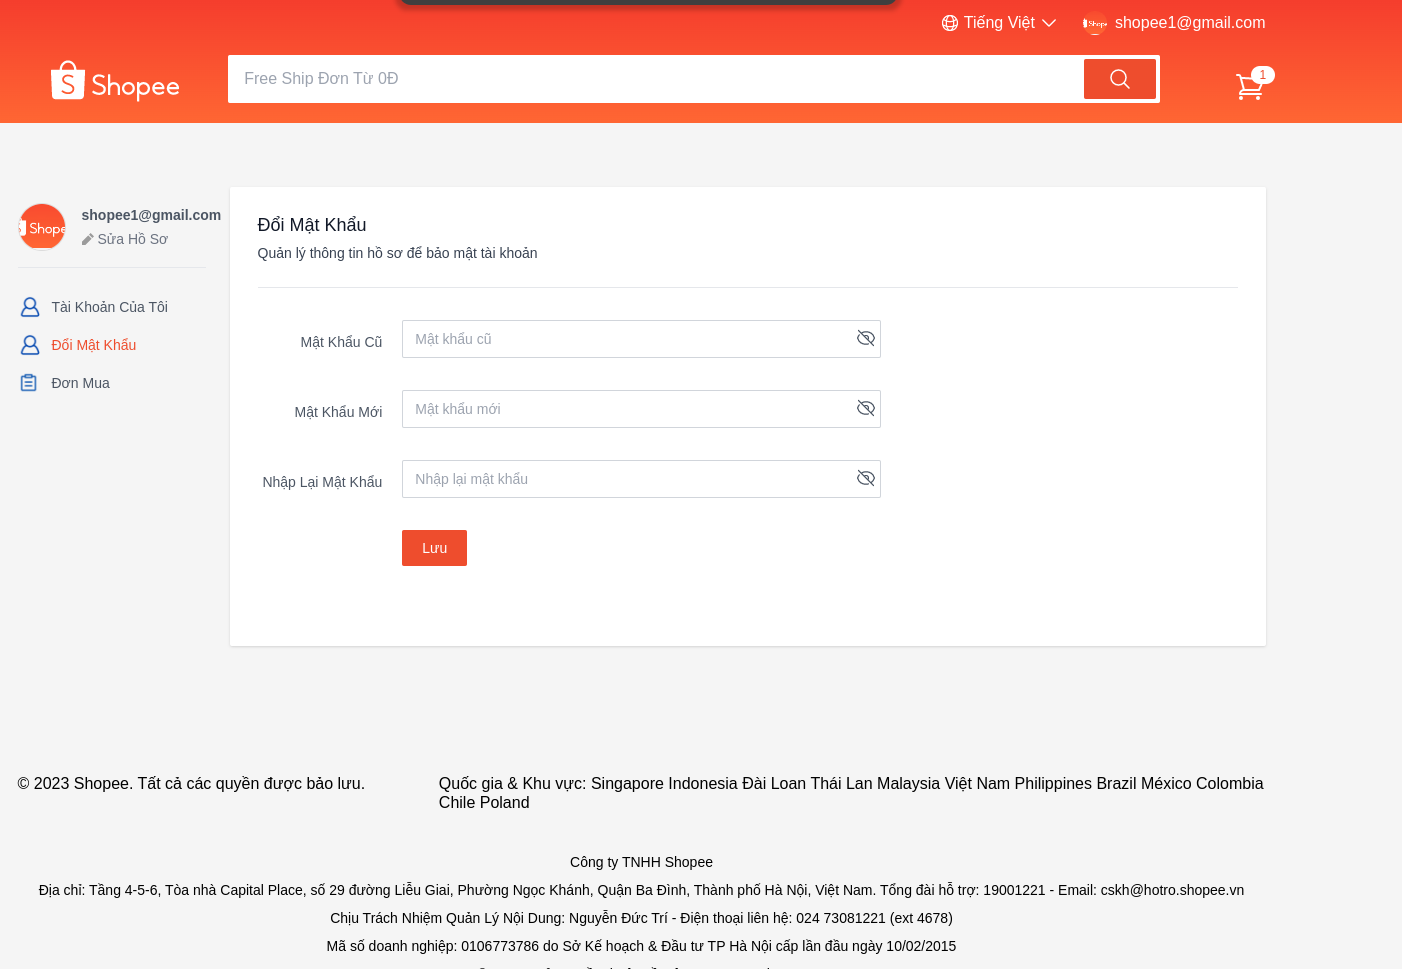 Tiếng Việt
shopee1@gmail.com
Shopee
Free Ship Đơn Từ 0Đ
1
shopee1@gmail.com
Sửa Hồ Sơ
Tài Khoản Của Tôi
Đổi Mật Khẩu
Đơn Mua
Đổi Mật Khẩu
Quản lý thông tin hồ sơ để bảo mật tài khoản
Mật Khẩu Cũ
Mật khẩu cũ
Mật Khẩu Mới
Mật khẩu mới
Nhập Lại Mật Khẩu
Nhập lại mật khẩu
Lưu
© 2023 Shopee. Tất cả các quyền được bảo lưu.
Quốc gia & Khu vực: Singapore Indonesia Đài Loan Thái Lan Malaysia Việt Nam Philippines Brazil México Colombia
Chile Poland
Công ty TNHH Shopee
Địa chỉ: Tầng 4-5-6, Tòa nhà Capital Place, số 29 đường Liễu Giai, Phường Ngọc Khánh, Quận Ba Đình, Thành phố Hà Nội, Việt Nam. Tổng đài hỗ trợ: 19001221 - Email: cskh@hotro.shopee.vn
Chịu Trách Nhiệm Quản Lý Nội Dung: Nguyễn Đức Trí - Điện thoại liên hệ: 024 73081221 (ext 4678)
Mã số doanh nghiệp: 0106773786 do Sở Kế hoạch & Đầu tư TP Hà Nội cấp lần đầu ngày 10/02/2015